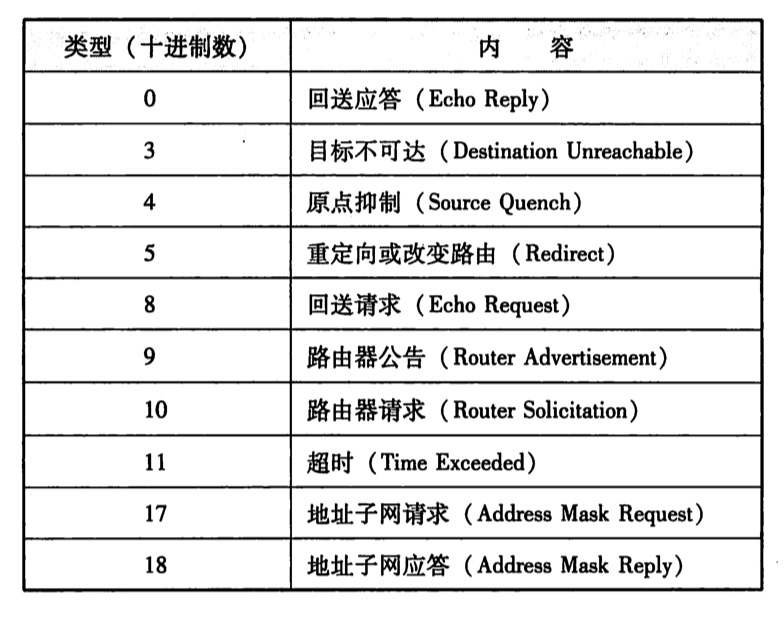 类型（十进制数） 内 容
0 回送应答（Echo Reply）
3 目标不可达（Destination Unreachable）
4 原点抑制（Source Quench）
5 重定向或改变路由（Redirect）
8 回送请求（Echo Request）
9 路由器公告（Router Advertisement）
10 路由器请求（Router Solicitation）
11 超时（Time Exceeded）
17 地址子网请求（Address Mask Request）
18 地址子网应答（Address Mask Reply）